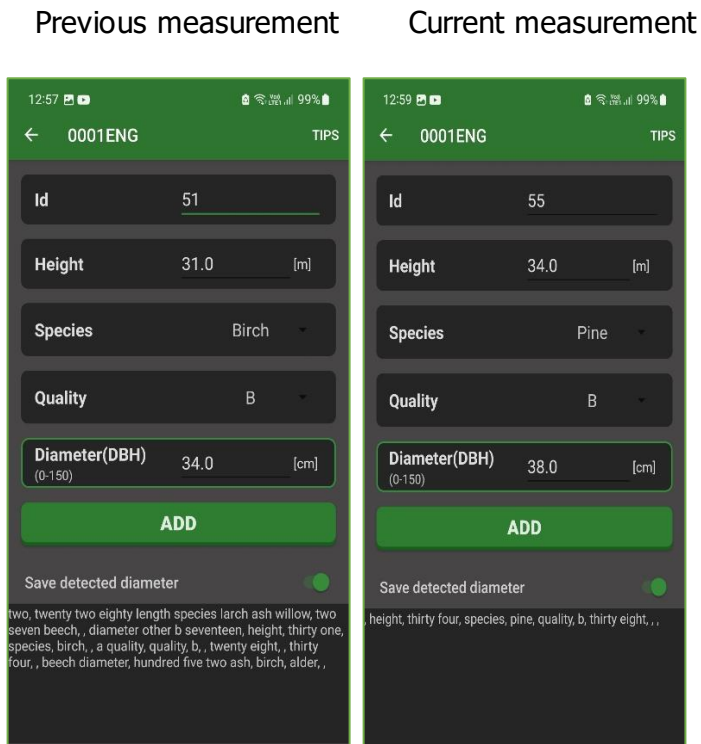 Previous measurement
Current measurement
12:57
99%
0001ENG
TIPS
Id
51
Height
31.0
[m]
Species
Birch
Quality
B
Diameter(DBH)
(0-150)
34.0
[cm]
ADD
Save detected diameter
two, twenty two eighty length species larch ash willow, two
seven beech, , diameter other b seventeen, height, thirty one,
species, birch, , a quality, quality, b, , twenty eight, , thirty
four, , beech diameter, hundred five two ash, birch, alder, ,
12:59
99%
0001ENG
TIPS
Id
55
Height
34.0
[m]
Species
Pine
Quality
B
Diameter(DBH)
(0-150)
38.0
[cm]
ADD
Save detected diameter
, height, thirty four, species, pine, quality, b, thirty eight, , ,